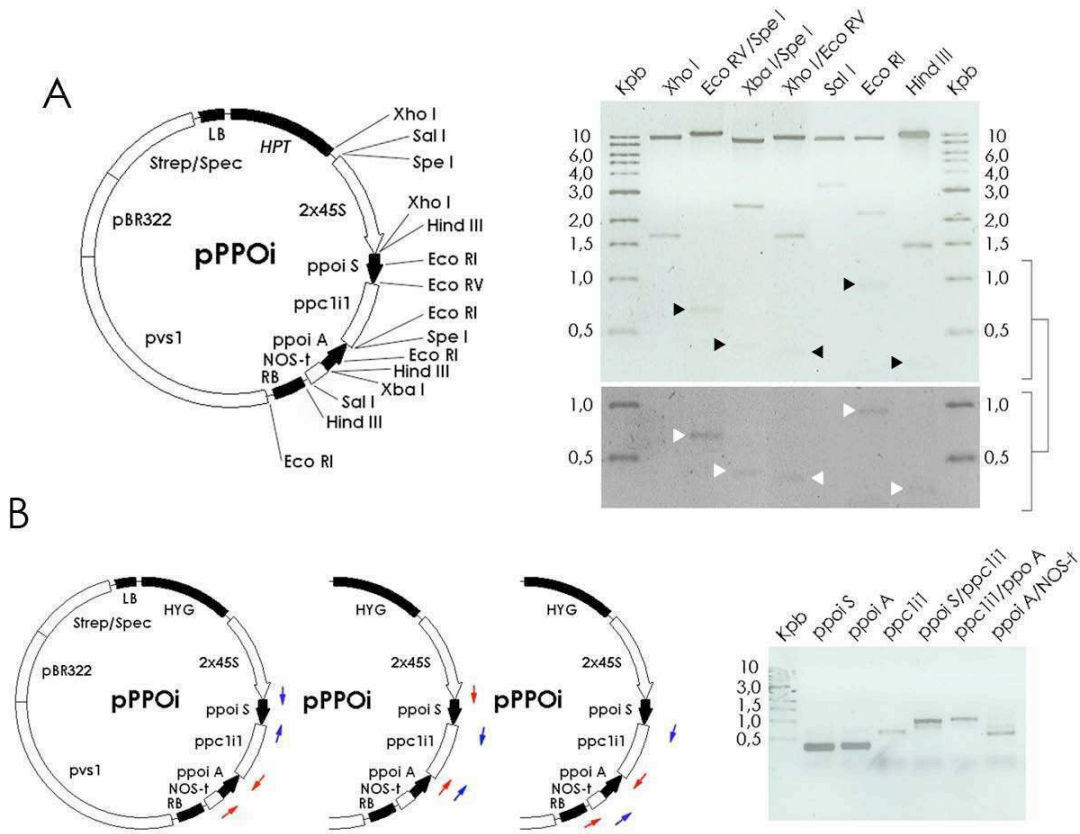 A
LB
HPT
Xho I
Sal I
Spe I
Strep/Spec
2x45S
Xho I
Hind III
pBR322
pPPOi
ppoi S
Eco RI
Eco RV
ppc1i1
Eco RI
pvs1
ppoi A
Spe I
NOS-t
Eco RI
RB
Hind III
Xba I
Sal I
Hind III
Eco RI
Kpb
Xho I
Eco RV/Spe I
Xba I/Spe I
Xho I/Eco RV
Sal I
Eco RI
Hind III
Kpb
10 10
6,0 6,0
4,0 4,0
3,0 3,0
2,0 2,0
1,5 1,5
1,0 1,0
0,5 0,5
1,0 1,0
0,5 0,5
B
LB
HYG HYG HYG
Strep/Spec
2x45S 2x45S 2x45S
pBR322
pPPOi pPPOi pPPOi
ppoi S ppoi S ppoi S
ppc1i1 ppc1i1 ppc1i1
pvs1
ppoi A ppoi A ppoi A
NOS-t NOS-t NOS-t
RB RB RB
Kpb
ppoi S
ppoi A
ppc1i1
ppoi S/ppc1i1
ppc1i1/ppo A
ppoi A/NOS-t
10
3,0
1,5
1,0
0,5